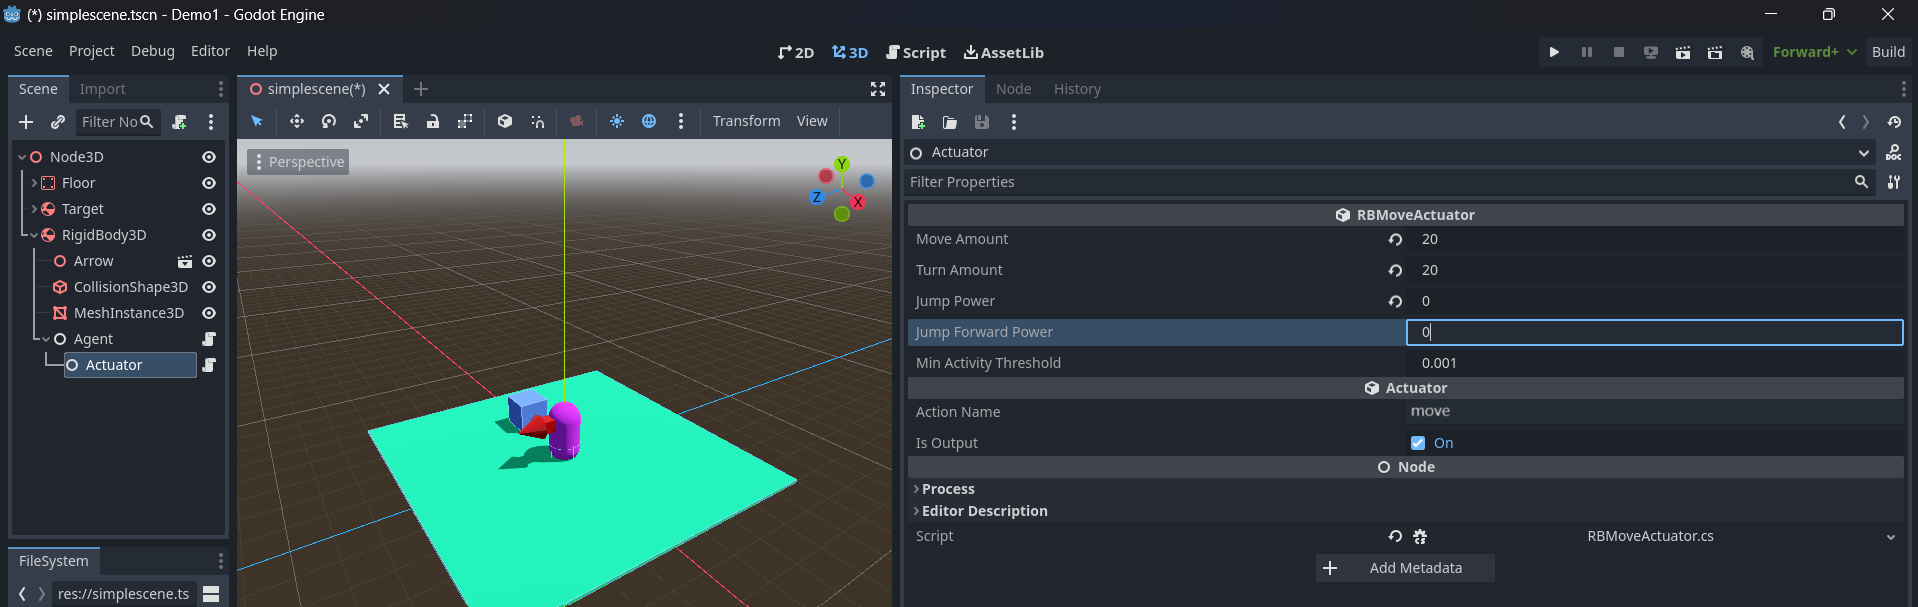 (*) simplescene.tscn - Demo1 - Godot Engine
Scene Project Debug Editor Help
2D 3D Script AssetLib
Forward+ Build
Scene Import
simplescene(*)
Inspector Node History
Filter No
Transform View
Perspective
Y
Z
X
Node3D
Floor
Target
RigidBody3D
Arrow
CollisionShape3D
MeshInstance3D
Agent
Actuator
FileSystem
res://simplescene.ts
Actuator
DOC
Filter Properties
RBMoveActuator
Move Amount 20
Turn Amount 20
Jump Power 0
Jump Forward Power 0
Min Activity Threshold 0.001
Actuator
Action Name move
Is Output On
Node
Process
Editor Description
Script RBMoveActuator.cs
Add Metadata